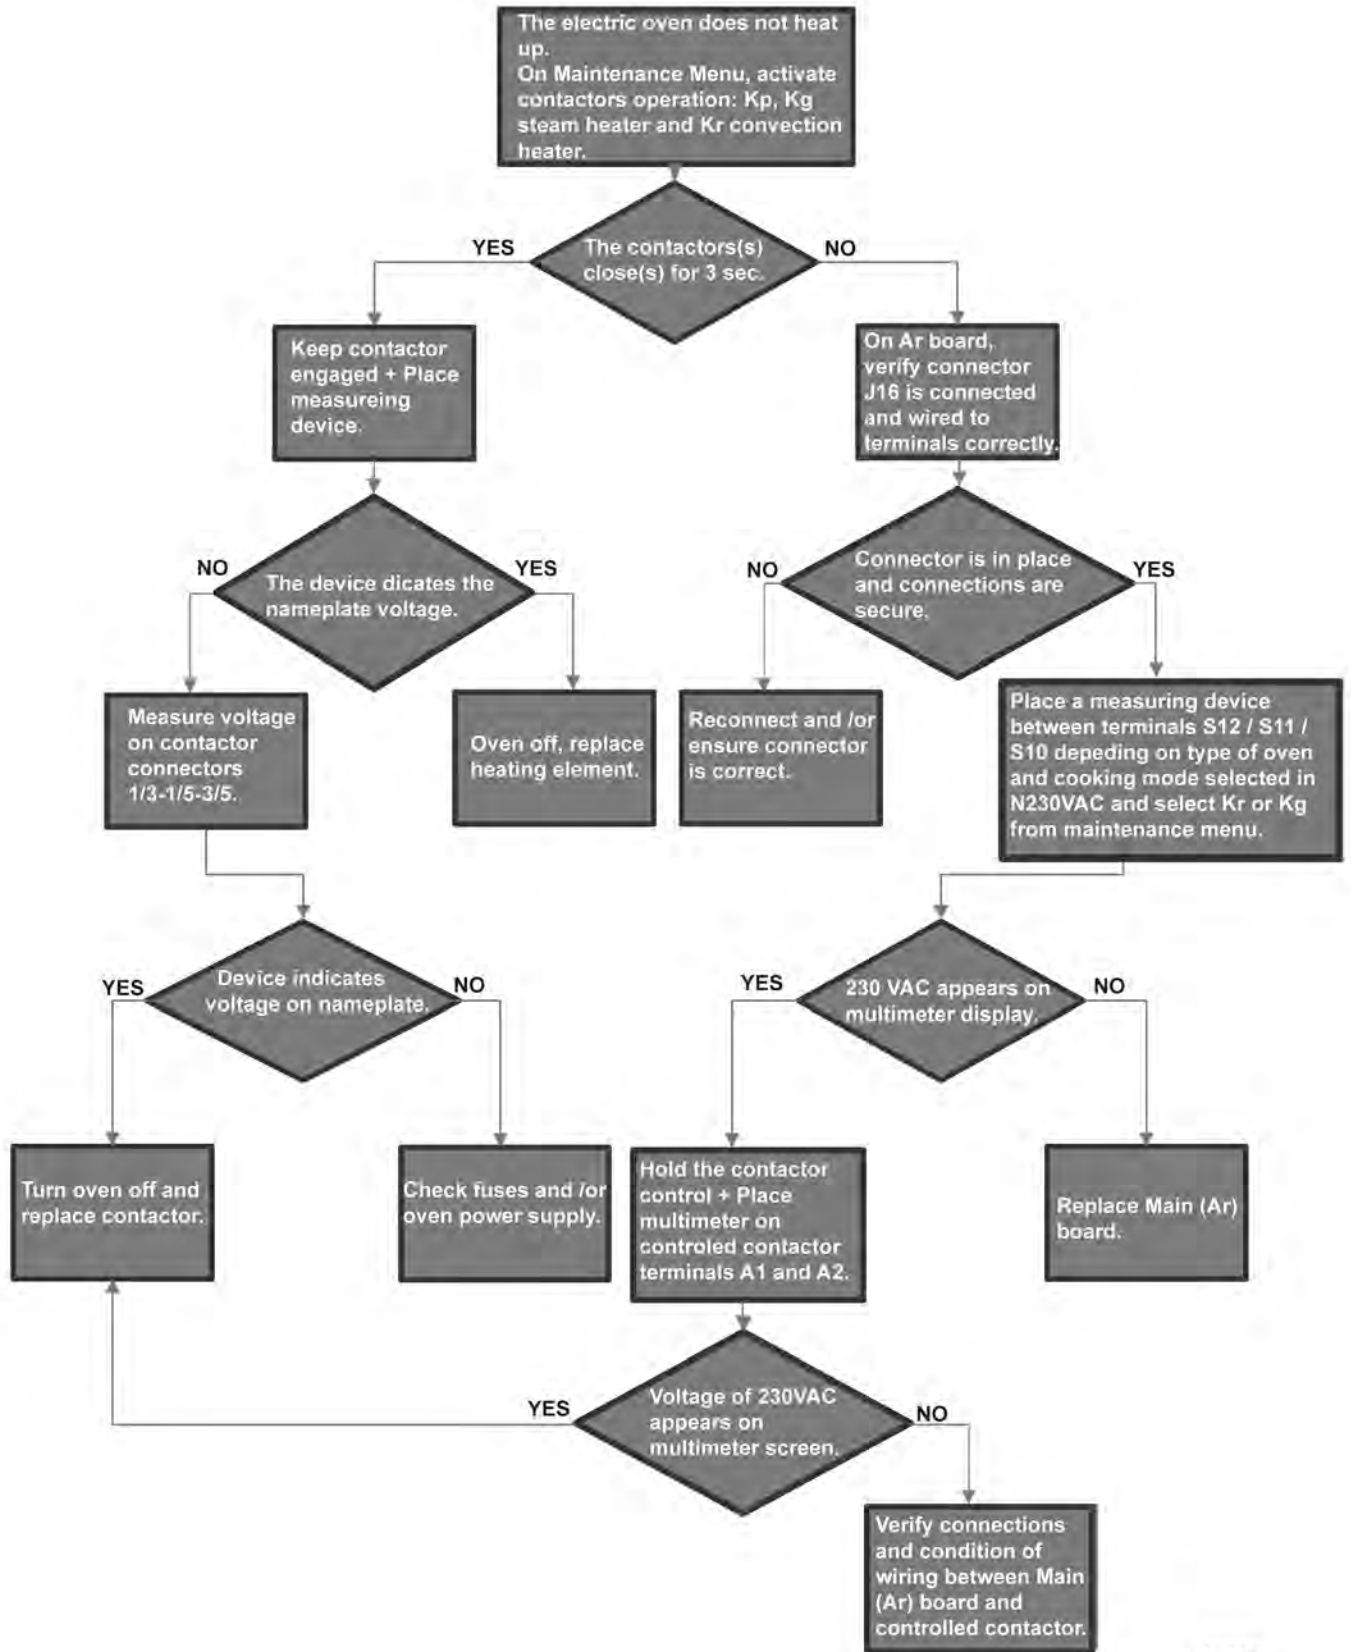 The electric oven does not heat
up.
On Maintenance Menu, activate
contactors operation: Kp, Kg
steam heater and Kr convection
heater.
The contactors(s)
close(s) for 3 sec.
YES
NO
Keep contactor
engaged + Place
measureing
device.
On Ar board,
verify connector
J16 is connected
and wired to
terminals correctly.
The device dicates the
nameplate voltage.
NO
YES
Connector is in place
and connections are
secure.
NO
YES
Measure voltage
on contactor
connectors
1/3-1/5-3/5.
Oven off, replace
heating element.
Reconnect and /or
ensure connector
is correct.
Place a measuring device
between terminals S12 / S11 /
S10 depeding on type of oven
and cooking mode selected in
N230VAC and select Kr or Kg
from maintenance menu.
Device indicates
voltage on nameplate.
YES
NO
230 VAC appears on
multimeter display.
YES
NO
Turn oven off and
replace contactor.
Check fuses and /or
oven power supply.
Hold the contactor
control + Place
multimeter on
controled contactor
terminals A1 and A2.
Replace Main (Ar)
board.
Voltage of 230VAC
appears on
multimeter screen.
YES
NO
Verify connections
and condition of
wiring between Main
(Ar) board and
controlled contactor.